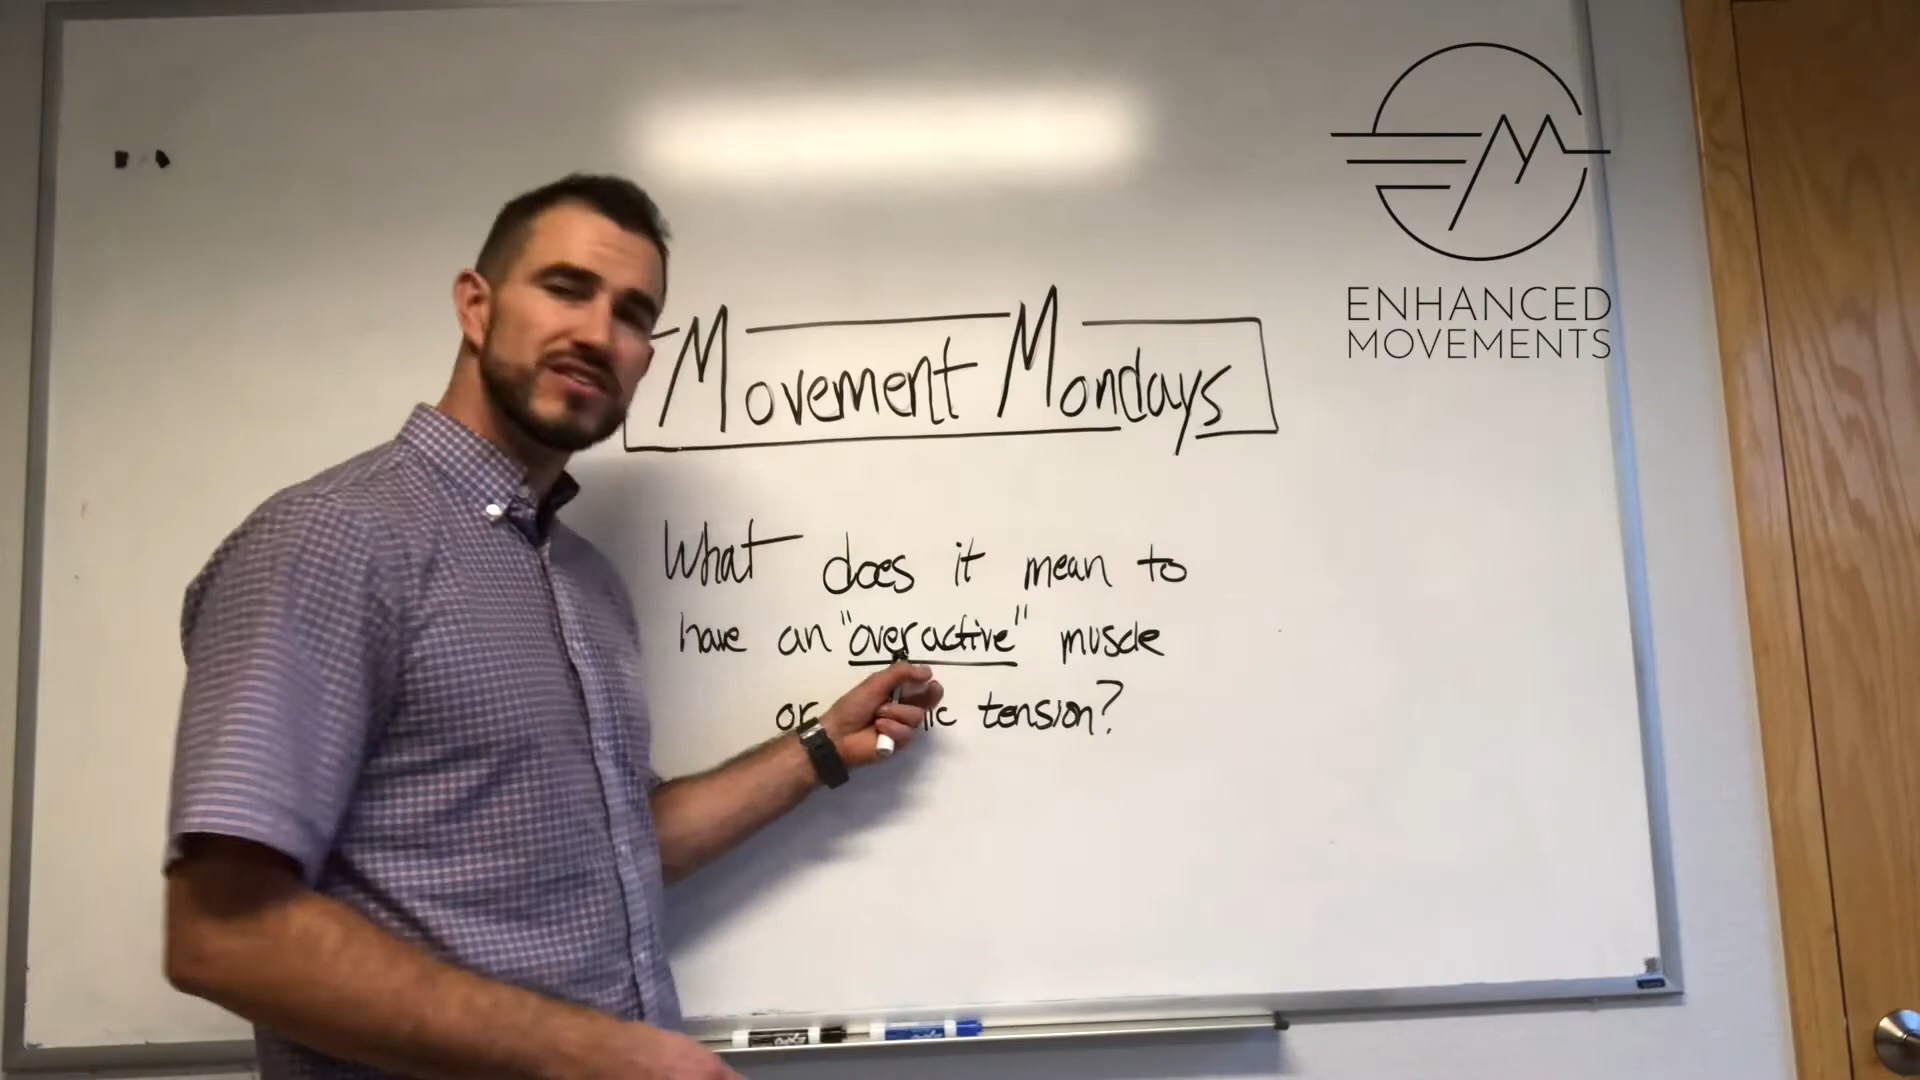 ENHANCED
MOVEMENTS
Movement Mondays
What does it mean to
have an "overactive" muscle
or tension?